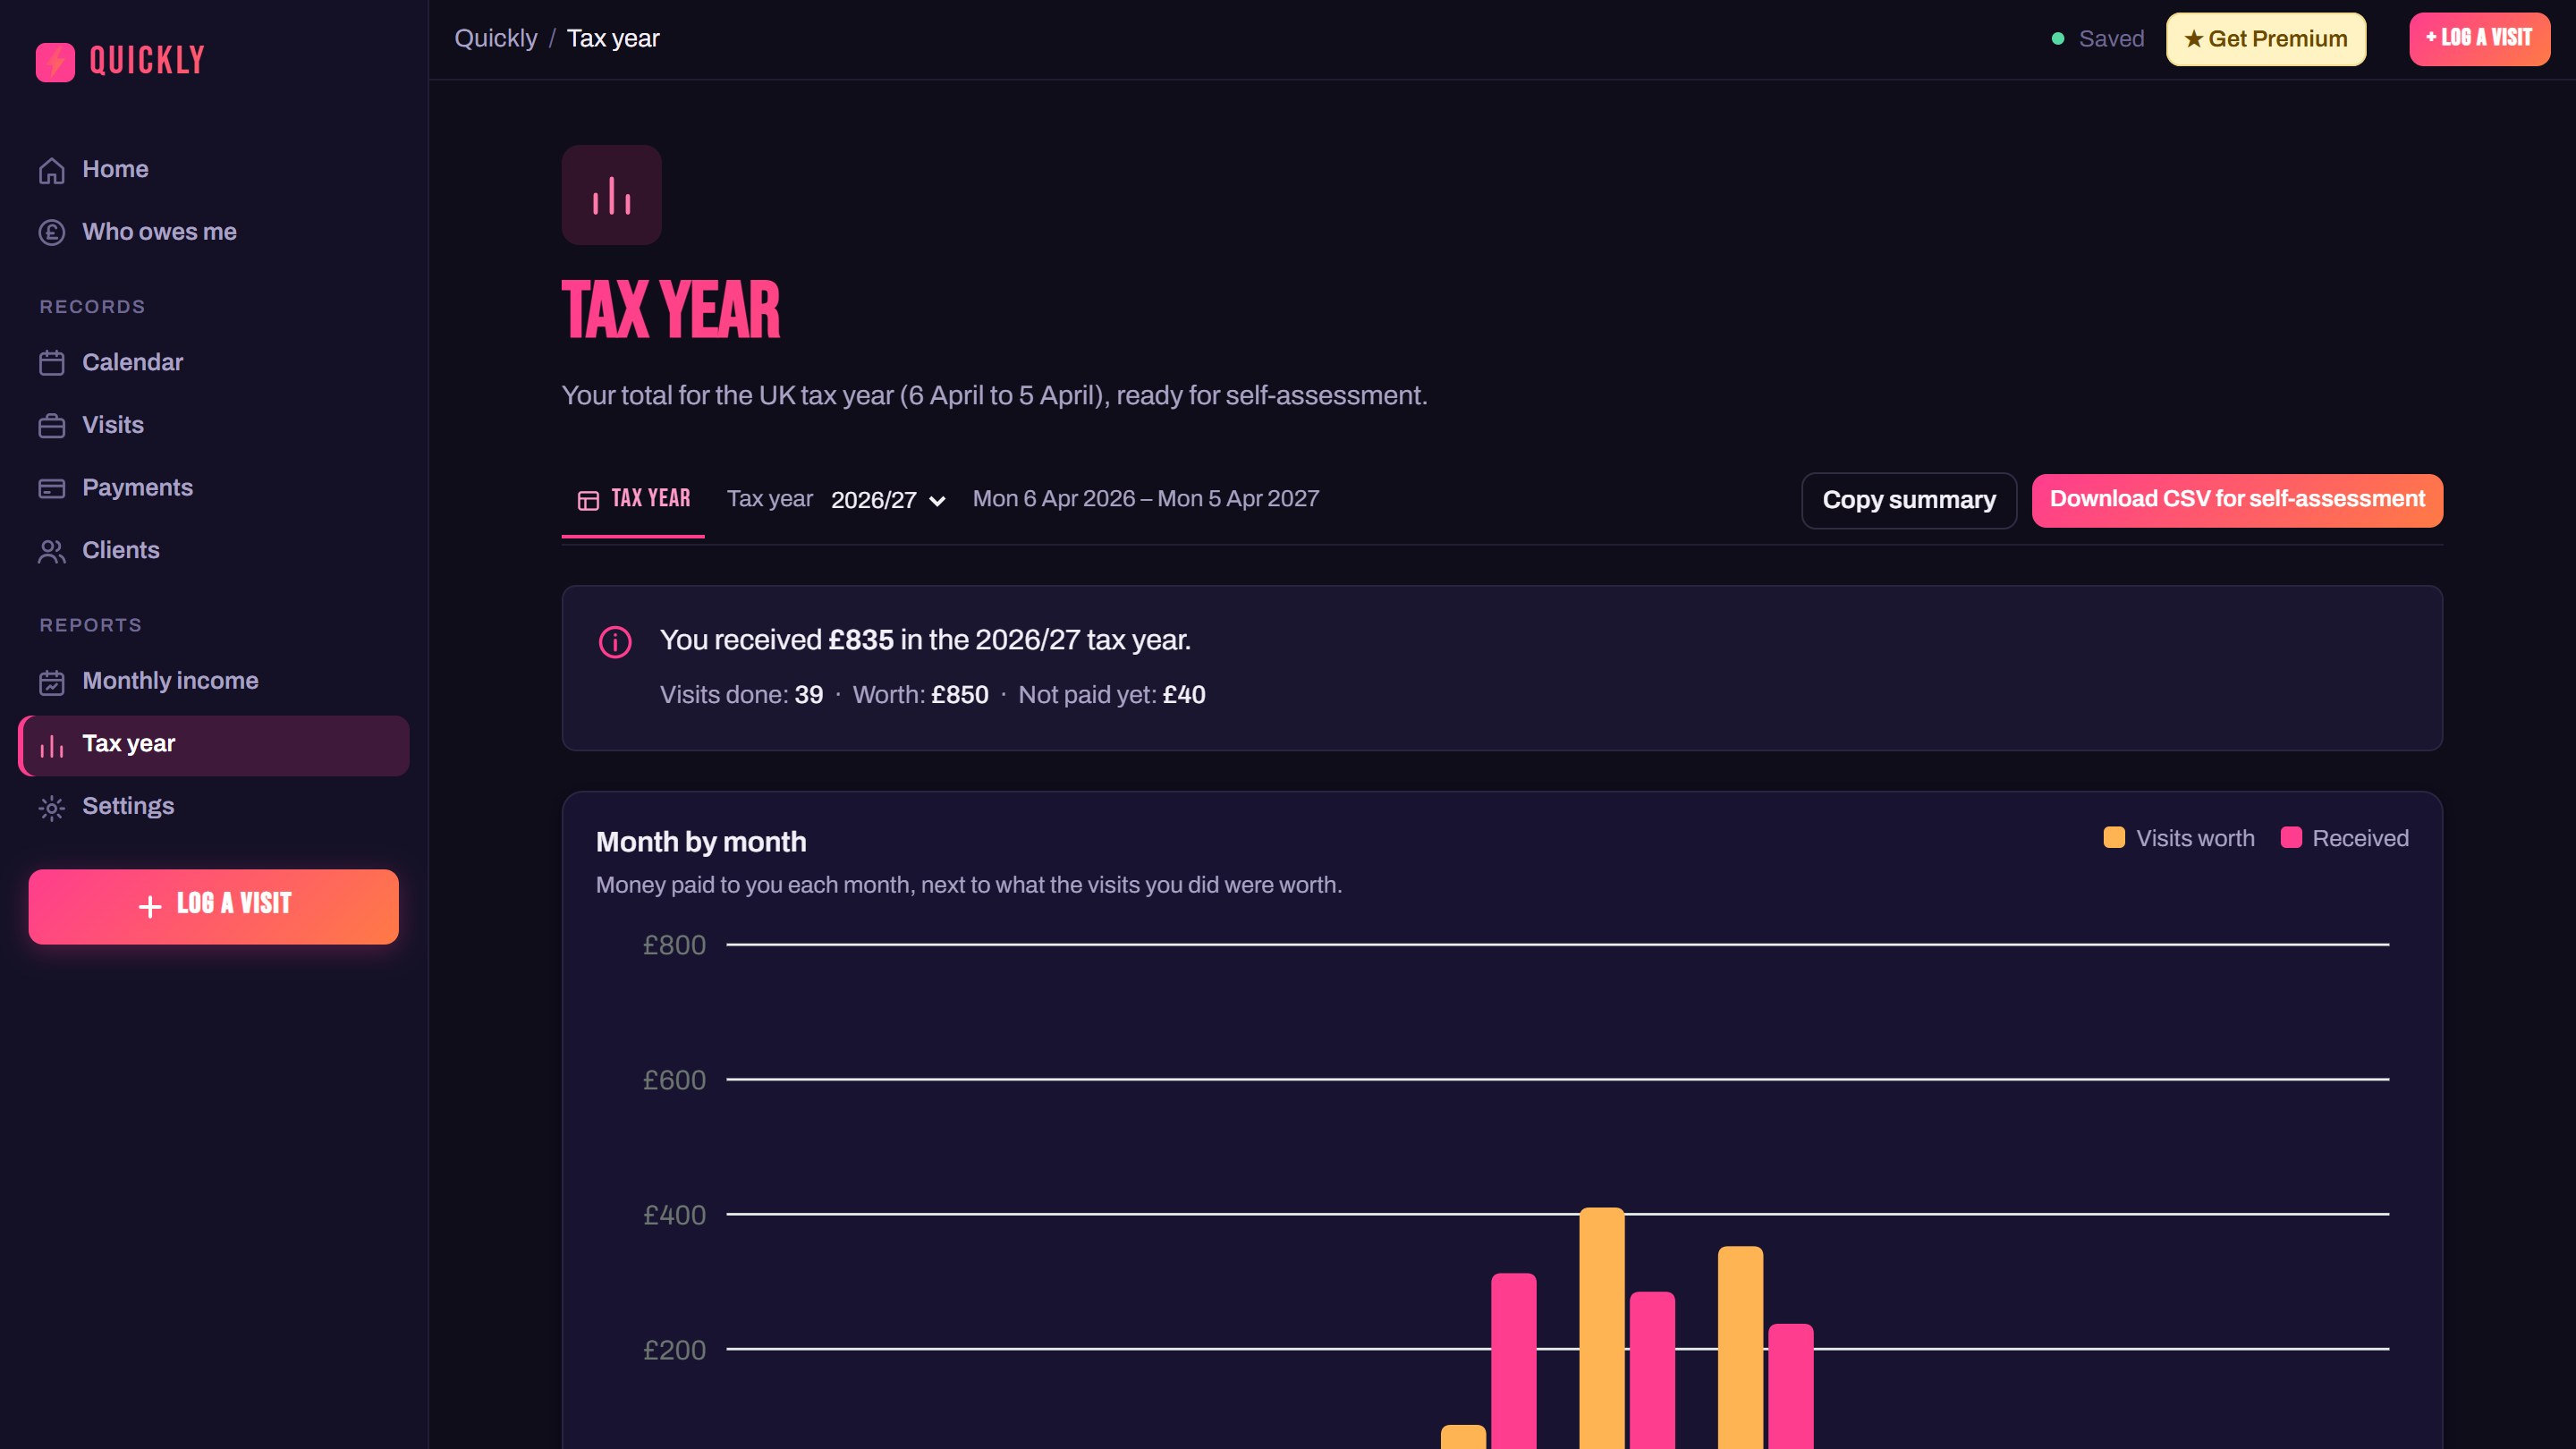 QUICKLY
Home
Who owes me
RECORDS
Calendar
Visits
Payments
Clients
REPORTS
Monthly income
Tax year
Settings
LOG A VISIT
Quickly / Tax year
Saved
★ Get Premium
+ LOG A VISIT
TAX YEAR
Your total for the UK tax year (6 April to 5 April), ready for self-assessment.
TAX YEAR
Tax year 2026/27
Mon 6 Apr 2026 – Mon 5 Apr 2027
Copy summary
Download CSV for self-assessment
You received £835 in the 2026/27 tax year.
Visits done: 39 · Worth: £850 · Not paid yet: £40
Month by month
Visits worth
Received
Money paid to you each month, next to what the visits you did were worth.
£800
£600
£400
£200